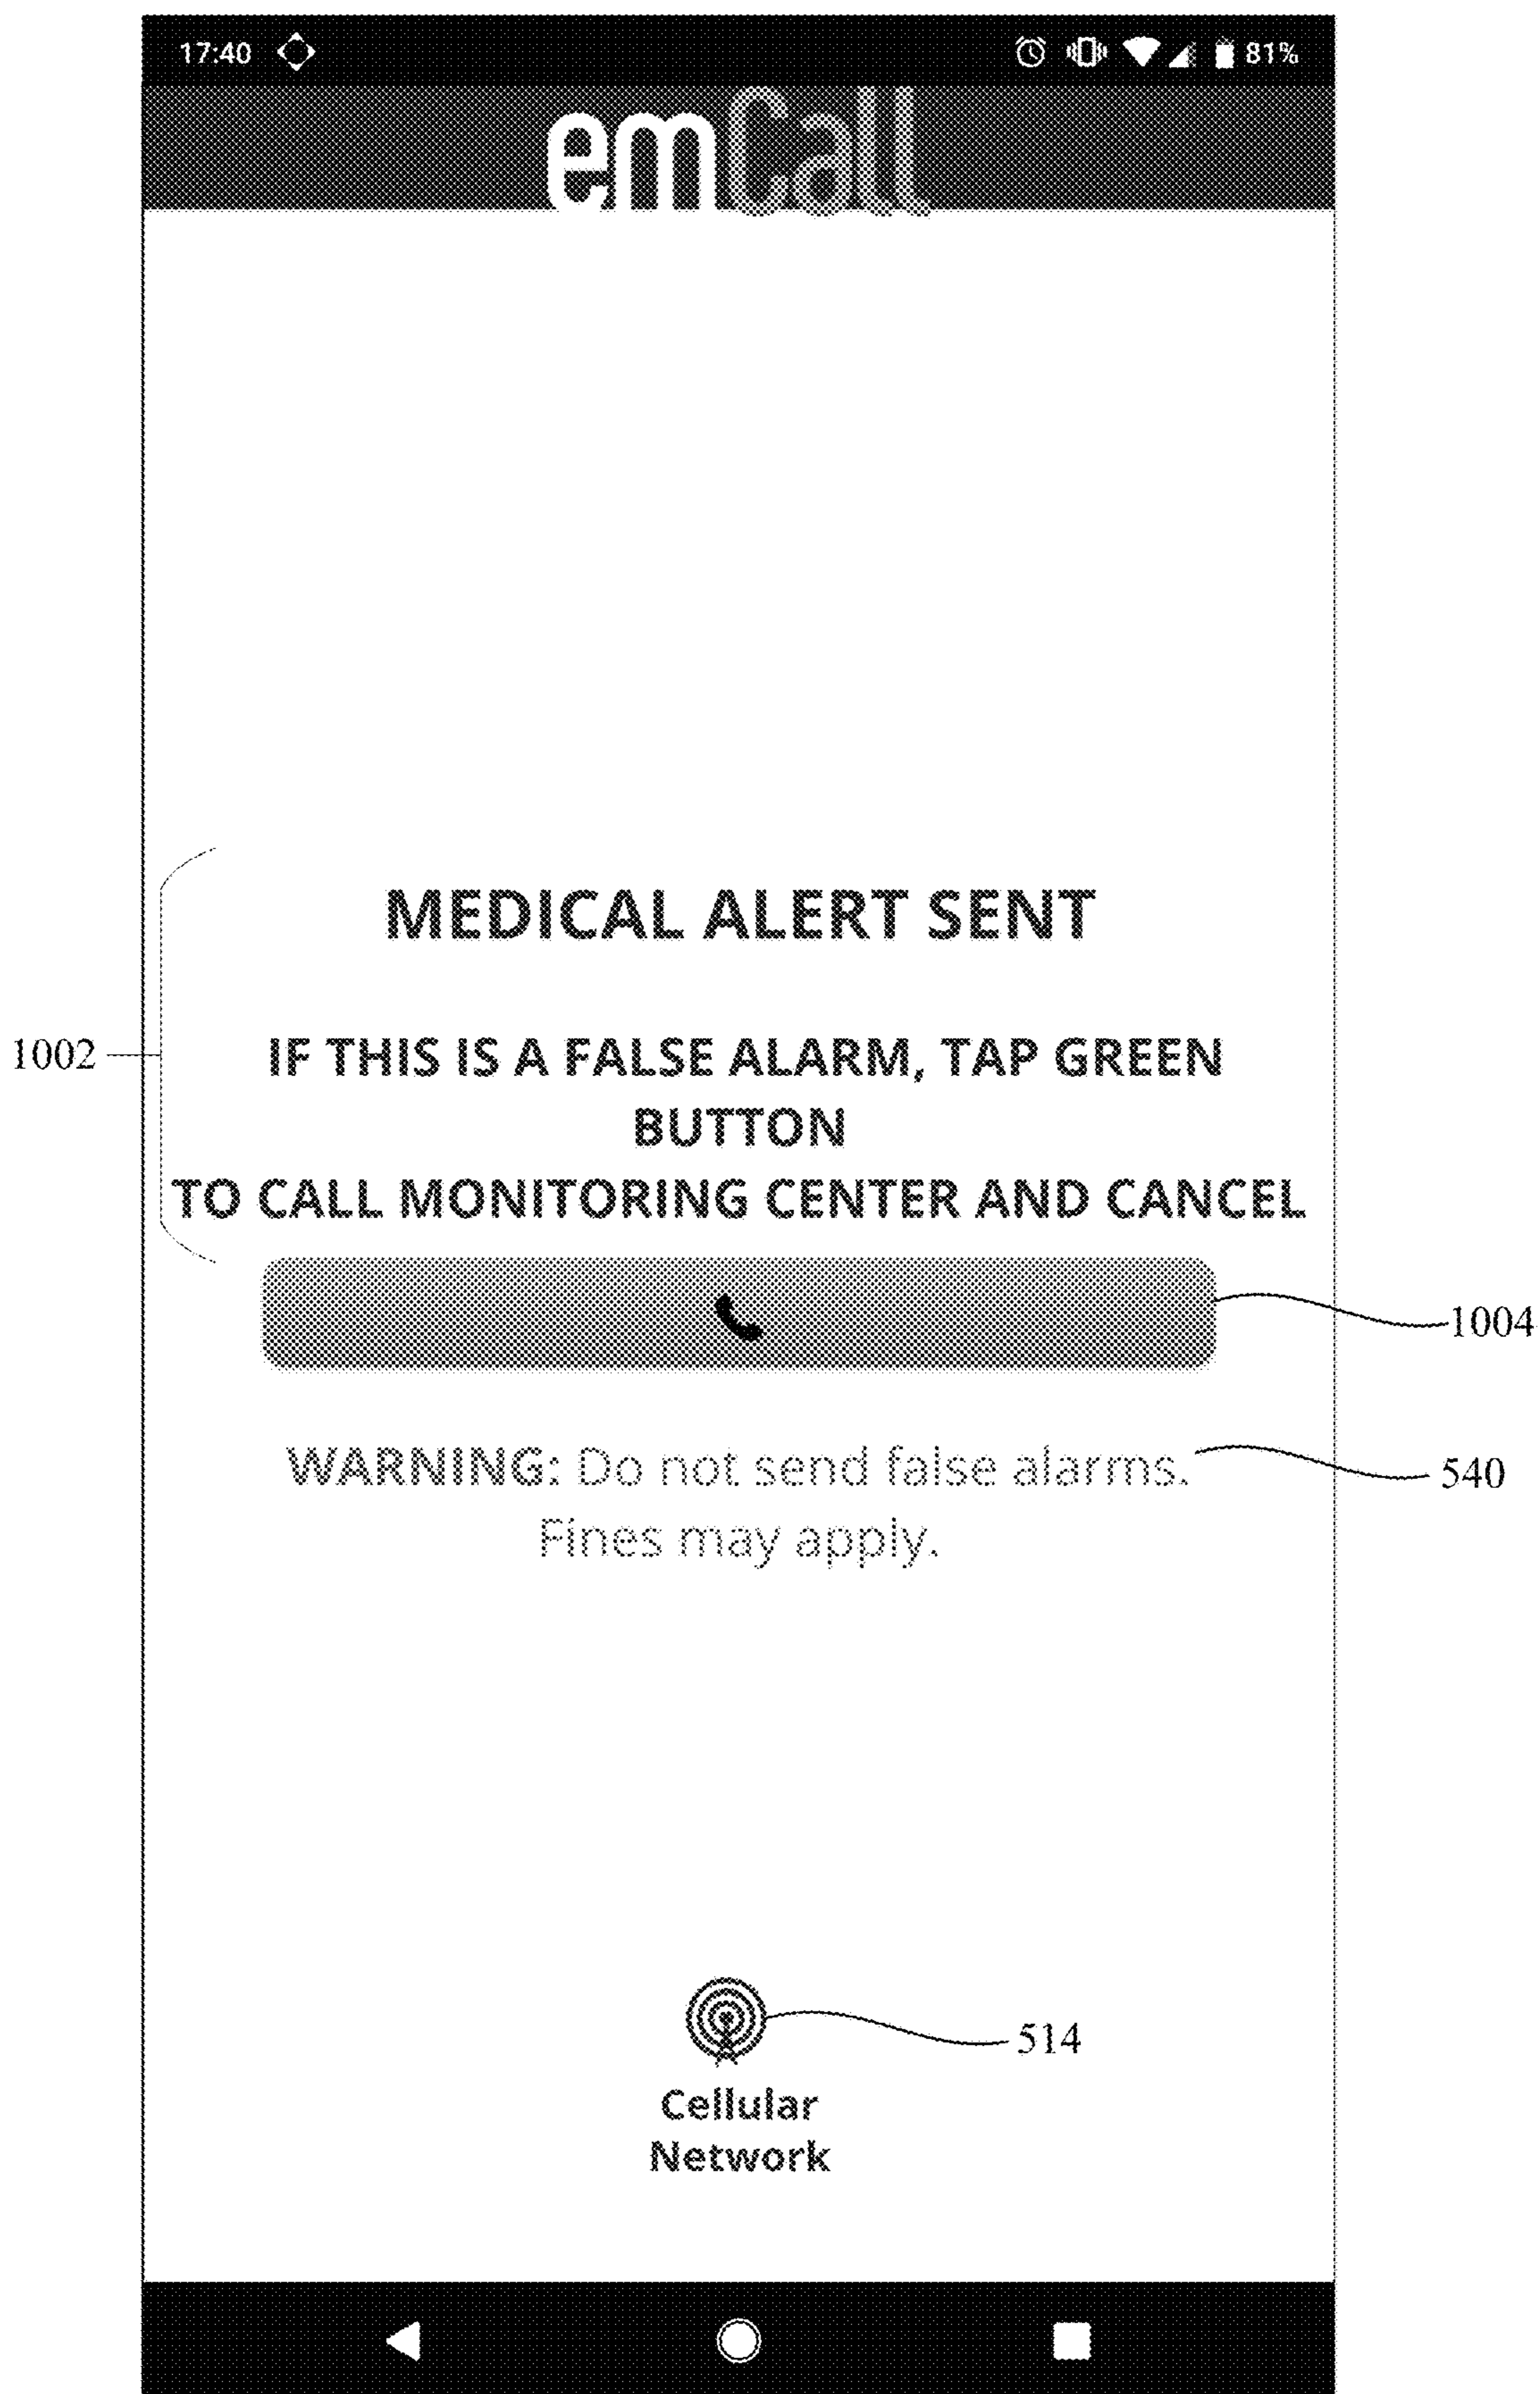 17:40 81%
emCall
MEDICAL ALERT SENT
1002
IF THIS IS A FALSE ALARM, TAP GREEN
BUTTON
TO CALL MONITORING CENTER AND CANCEL
1004
WARNING: Do not send false alarms.
540
Fines may apply.
514
Cellular
Network